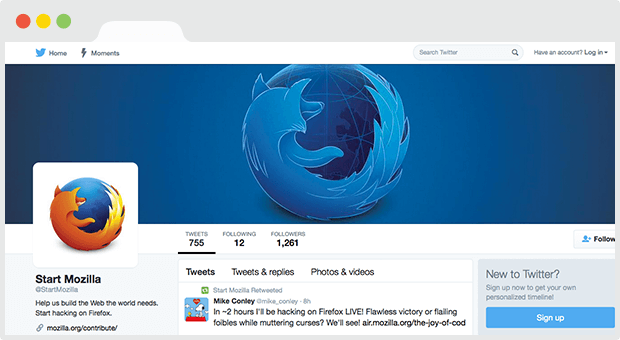 Home
Moments
Search Twitter
Have an account? Log in
TWEETS
FOLLOWING
FOLLOWERS
755
12
1,261
Follow
Start Mozilla
@StartMozilla
Help us build the Web the world needs.
Start hacking on Firefox.
mozilla.org/contribute/
Tweets
Tweets & replies
Photos & videos
Start Mozilla Retweeted
Mike Conley @mike_conley · 8h
In ~2 hours I'll be hacking on Firefox LIVE! Flawless victory or flailing
foibles while muttering curses? We'll see! air.mozilla.org/the-joy-of-cod
New to Twitter?
Sign up now to get your own
personalized timeline!
Sign up